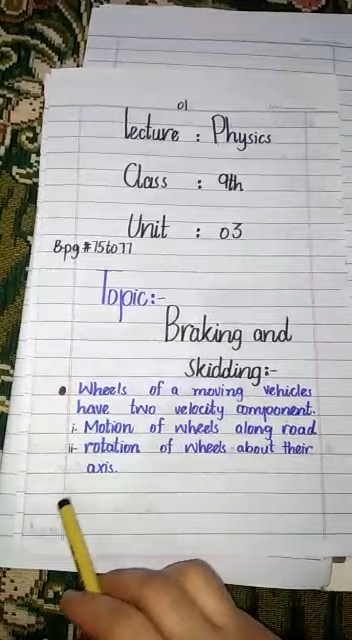 01
Lecture : Physics
Class : 9th
Unit : 03
Bpg #75 to 77
Topic:-
Braking and
skidding:-
• Wheels of a moving vehicles
have two velocity component.
i. Motion of wheels along road
ii- rotation of wheels about their
axis.